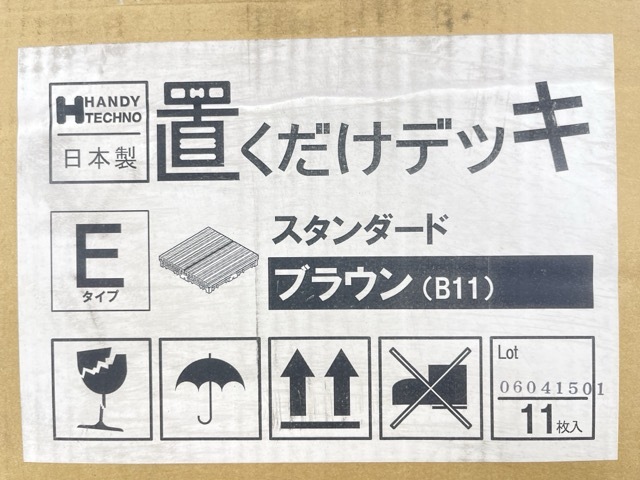 HANDY
TECHNO
日本製
置くだけデッキ
E
タイプ
スタンダード
ブラウン(B11)
Lot
06041501
11枚入